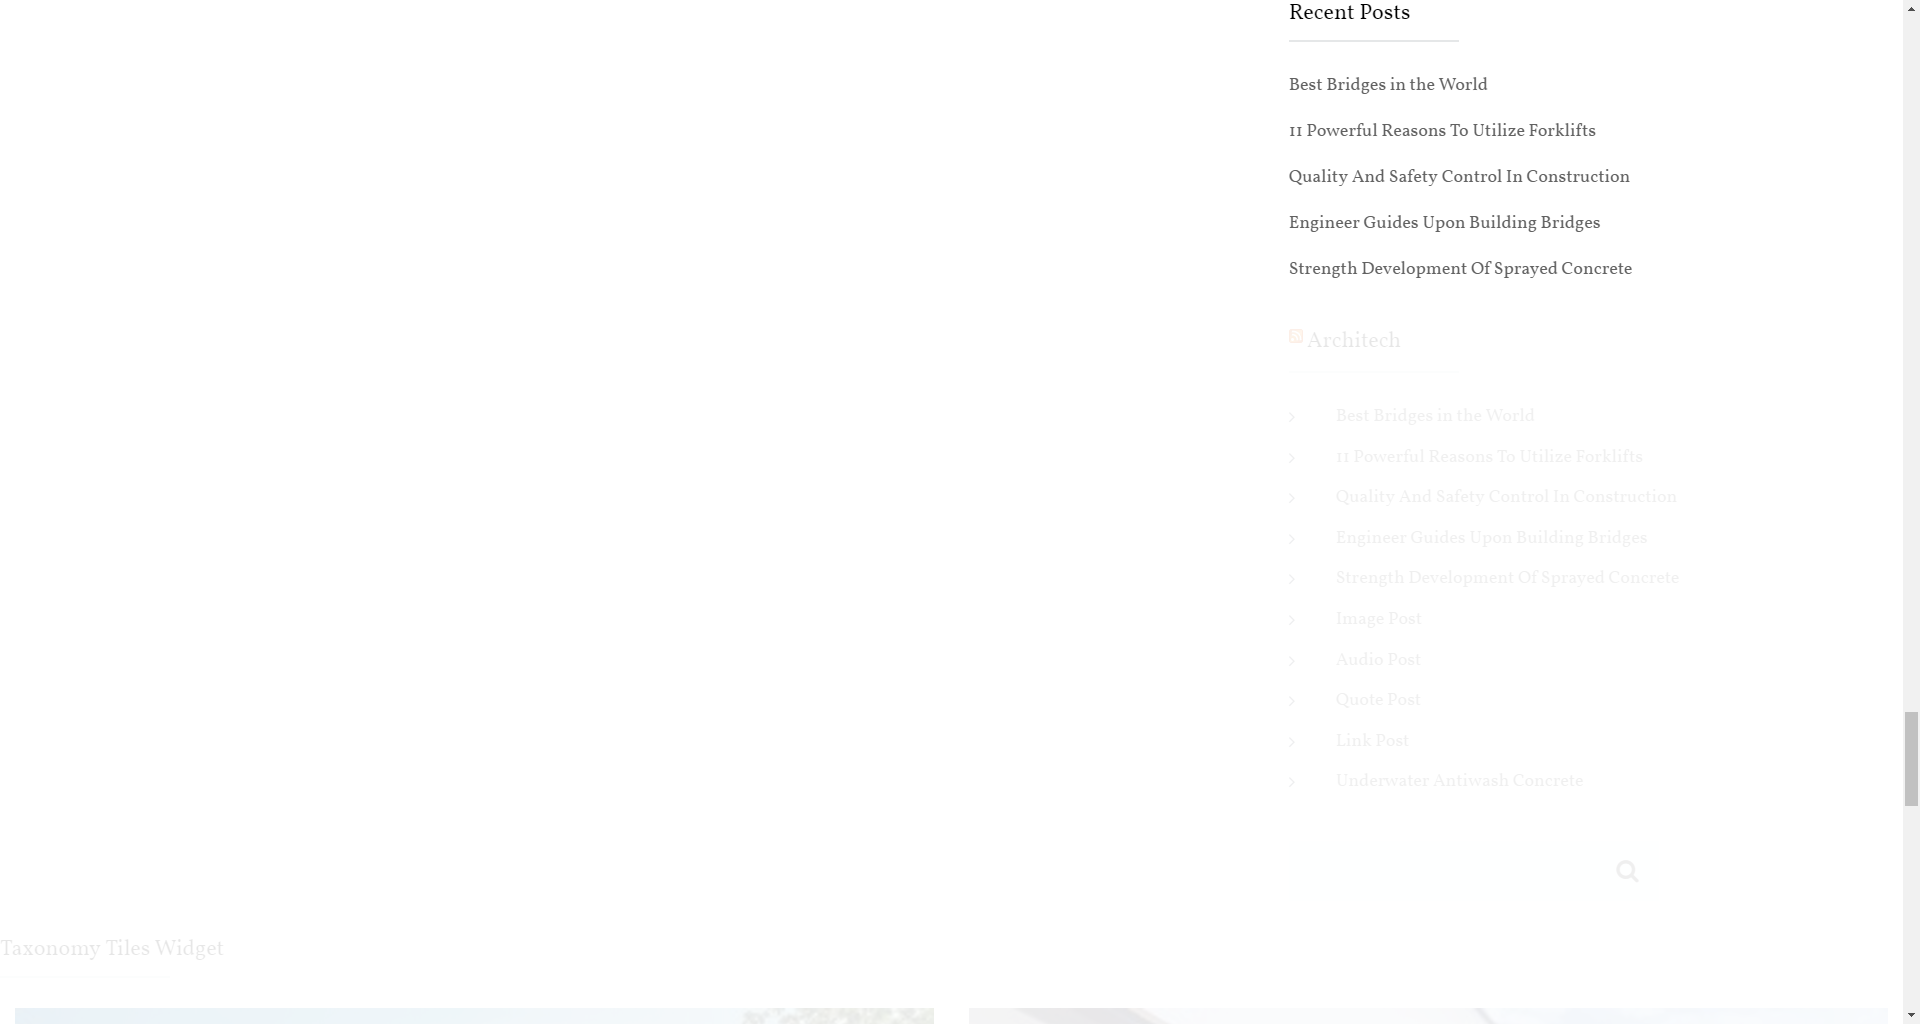 Recent Posts
Best Bridges in the World
11 Powerful Reasons To Utilize Forklifts
Quality And Safety Control In Construction
Engineer Guides Upon Building Bridges
Strength Development Of Sprayed Concrete
Architech
Best Bridges in the World
11 Powerful Reasons To Utilize Forklifts
Quality And Safety Control In Construction
Engineer Guides Upon Building Bridges
Strength Development Of Sprayed Concrete
Image Post
Audio Post
Quote Post
Link Post
Underwater Antiwash Concrete
Taxonomy Tiles Widget